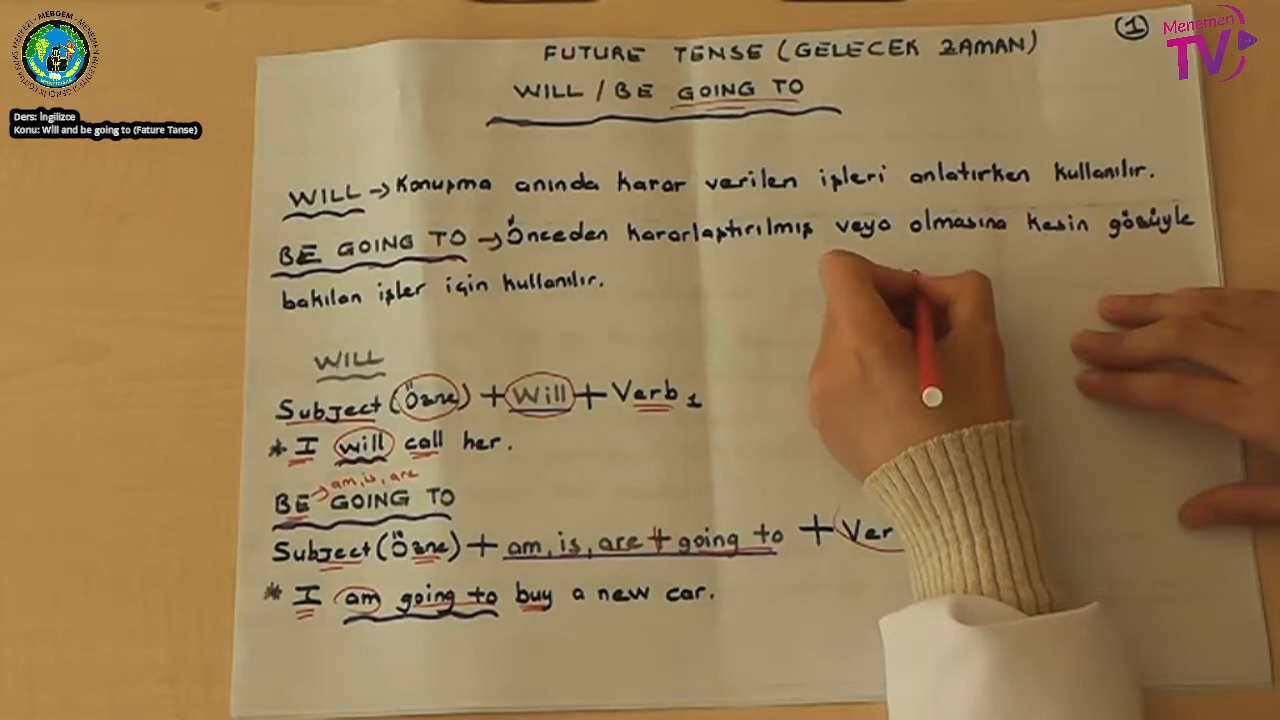 MEBGEM - MENEMEN
Menemen
TV
Ders: İngilizce
Konu: Will and be going to (Fature Tanse)
1
FUTURE TENSE (GELECEK ZAMAN)
WILL / BE GOING TO
WILL → Konuşma anında karar verilen işleri anlatırken kullanılır.
BE GOING TO → Önceden kararlaştırılmış veya olmasına kesin gözüyle
bakılan işler için kullanılır.
WILL
Subject (Özne) + Will + Verb1
* I will call her.
→ am, is, are
BE GOING TO
Subject (Özne) + am, is, are + going to + Ver
* I am going to buy a new car.